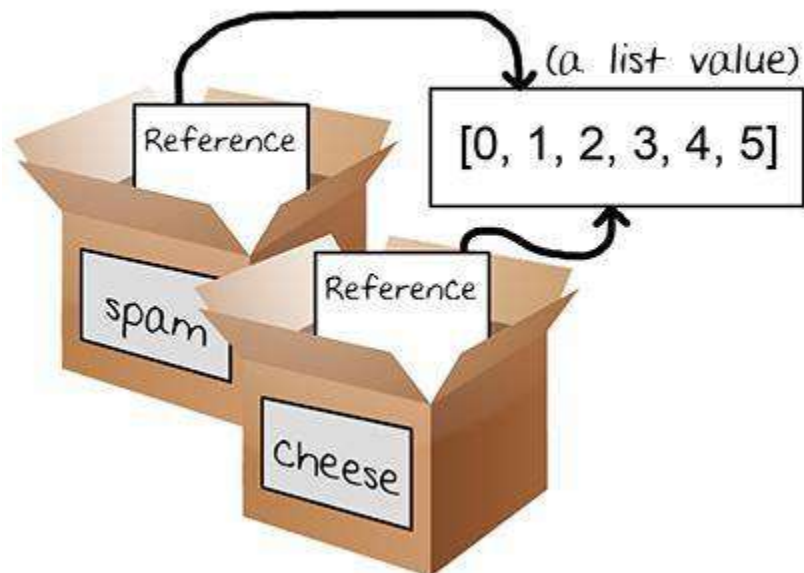 (a list value)
[0, 1, 2, 3, 4, 5]
Reference
spam
Reference
Cheese